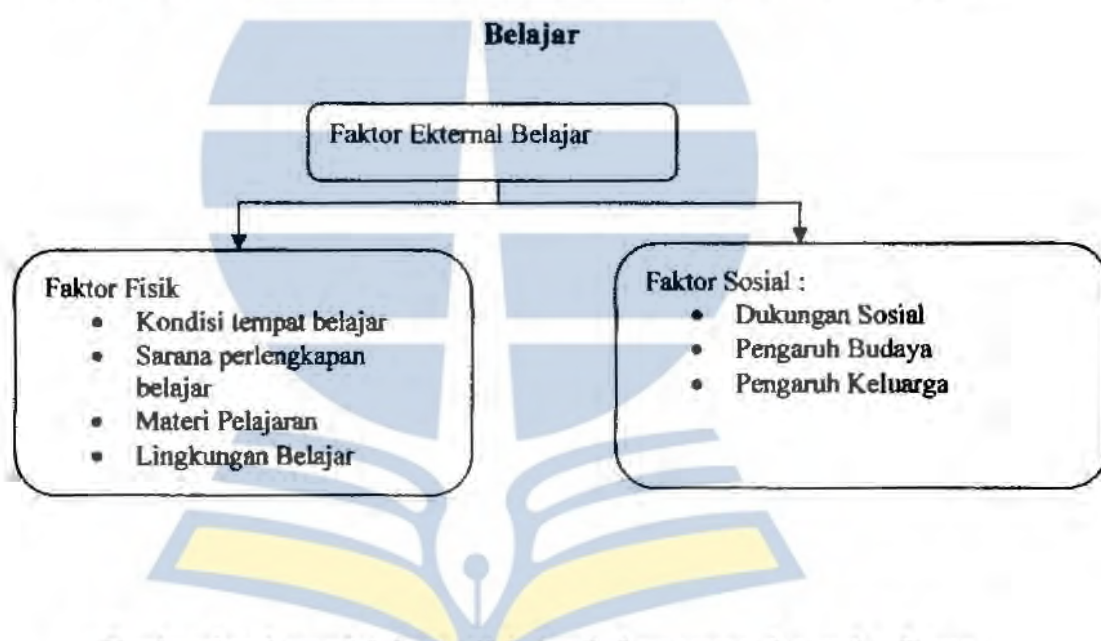 Belajar
Faktor Ekternal Belajar
Faktor Fisik
• Kondisi tempat belajar
• Sarana perlengkapan
belajar
• Materi Pelajaran
• Lingkungan Belajar
Faktor Sosial :
• Dukungan Sosial
• Pengaruh Budaya
• Pengaruh Keluarga